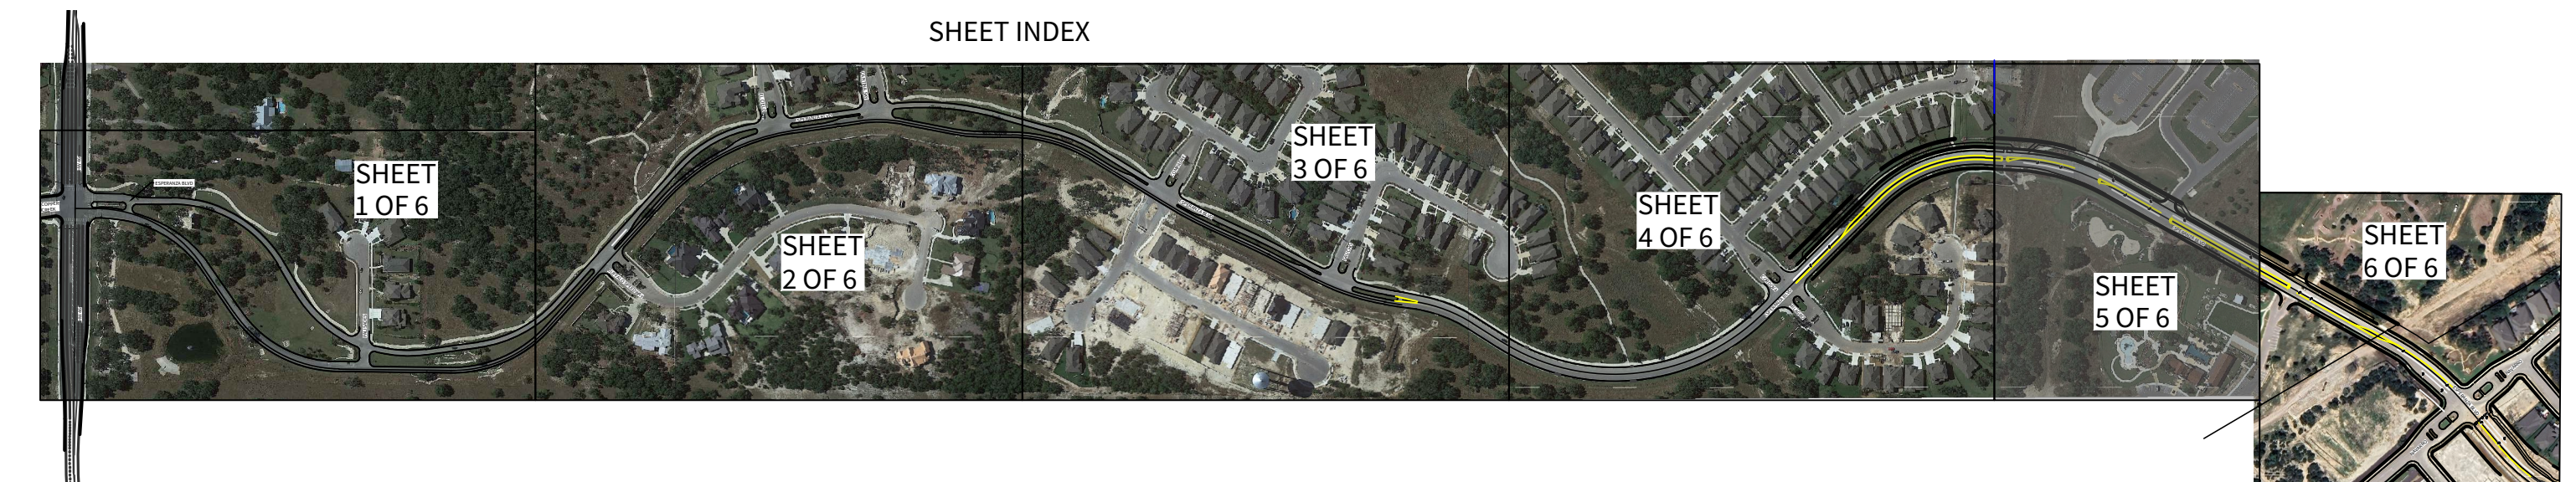 SHEET INDEX
SHEET
1 OF 6
SHEET
2 OF 6
SHEET
3 OF 6
SHEET
4 OF 6
SHEET
5 OF 6
SHEET
6 OF 6
ESPERANZA BLVD